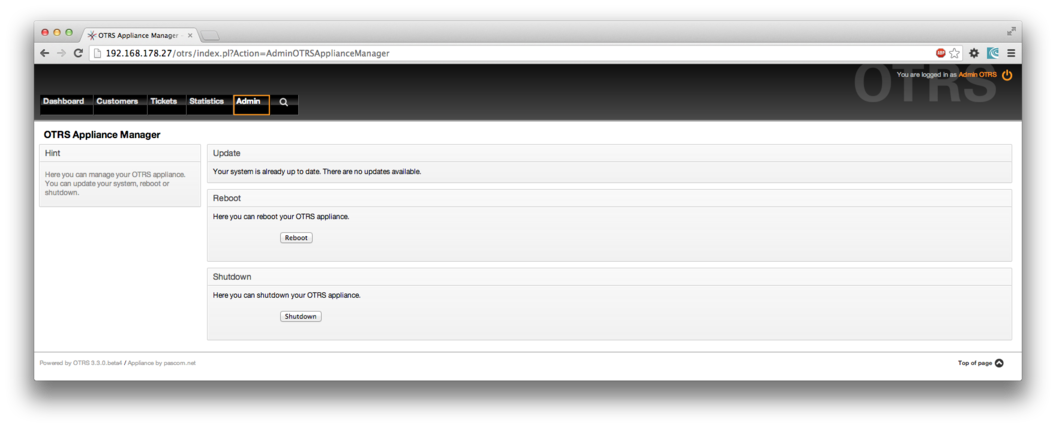 OTRS Appliance Manager -
192.168.178.27/otrs/index.pl?Action=AdminOTRSApplianceManager
OTRS
You are logged in as Admin OTRS
Dashboard Customers Tickets Statistics Admin
OTRS Appliance Manager
Hint
Here you can manage your OTRS appliance.
You can update your system, reboot or
shutdown.
Update
Your system is already up to date. There are no updates available.
Reboot
Here you can reboot your OTRS appliance.
Reboot
Shutdown
Here you can shutdown your OTRS appliance.
Shutdown
Powered by OTRS 3.3.0.beta4 / Appliance by pascom.net
Top of page